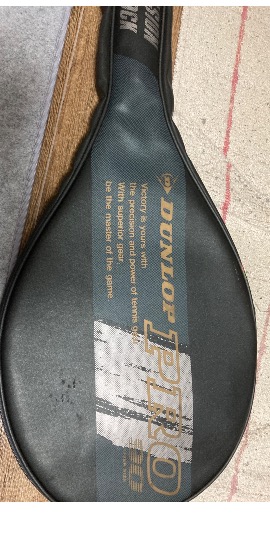 DUNLOP
PRO
Victory is yours with
the precision and power of tennis gear.
With superior gear,
be the master of the game.